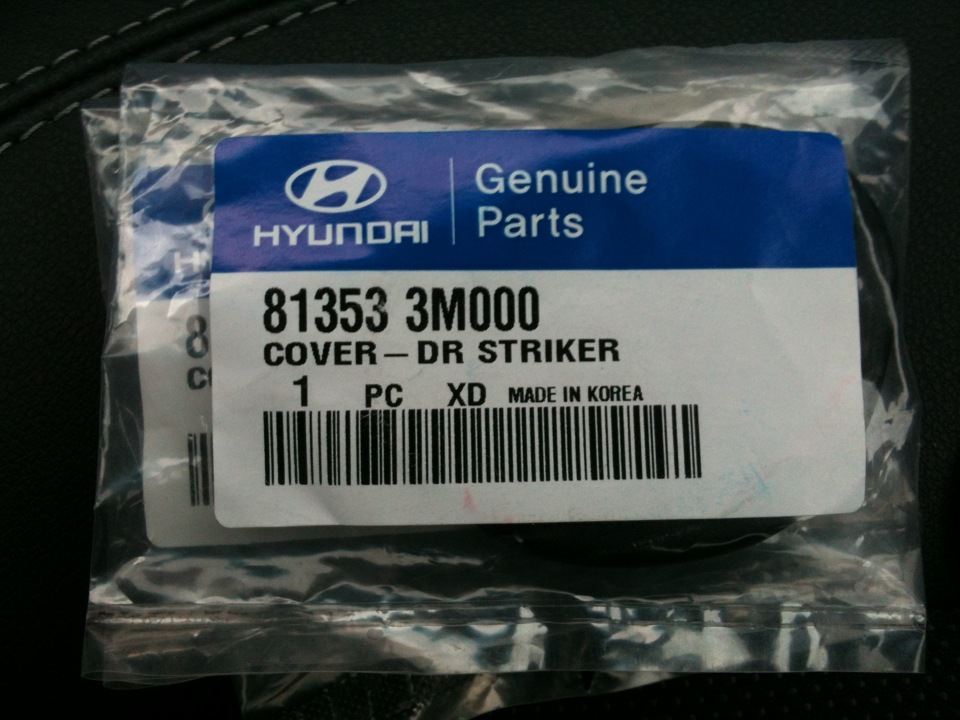 HYUNDAI
Genuine
Parts
81353 3M000
COVER-DR STRIKER
1 PC XD MADE IN KOREA